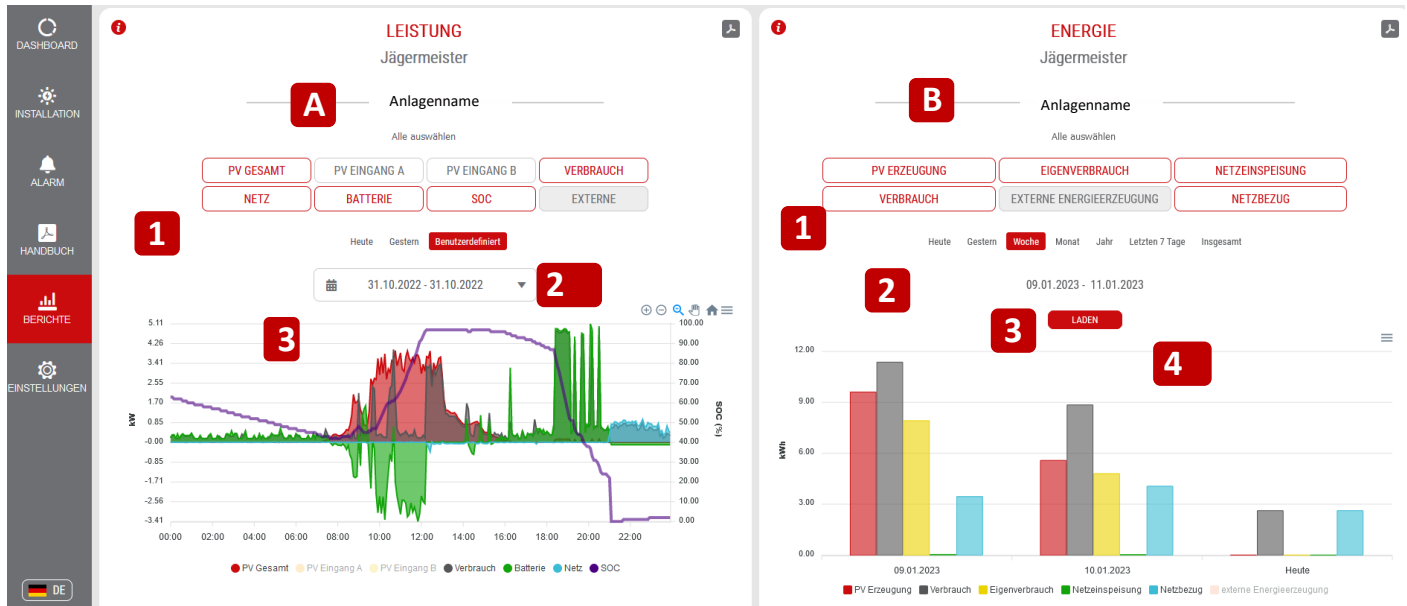 DASHBOARD
INSTALLATION
ALARM
HANDBUCH
BERICHTE
EINSTELLUNGEN
DE
LEISTUNG
Jägermeister
A
Anlagenname
Alle auswählen
PV GESAMT PV EINGANG A PV EINGANG B VERBRAUCH
NETZ BATTERIE SOC EXTERNE
1
Heute Gestern Benutzerdefiniert
31.10.2022 - 31.10.2022
2
3
kW
5.11
4.26
3.41
2.55
1.70
0.85
-0.00
-0.85
-1.71
-2.56
-3.41
100.00
90.00
80.00
70.00
60.00
50.00
40.00
30.00
20.00
10.00
0.00
SOC (%)
00:00 02:00 04:00 06:00 08:00 10:00 12:00 14:00 16:00 18:00 20:00 22:00
PV Gesamt PV Eingang A PV Eingang B Verbrauch Batterie Netz SOC
ENERGIE
Jägermeister
B
Anlagenname
Alle auswählen
PV ERZEUGUNG EIGENVERBRAUCH NETZEINSPEISUNG
VERBRAUCH EXTERNE ENERGIEERZEUGUNG NETZBEZUG
1
Heute Gestern Woche Monat Jahr Letzten 7 Tage Insgesamt
2
09.01.2023 - 11.01.2023
3
LADEN
4
kWh
12.00
9.00
6.00
3.00
0.00
09.01.2023 10.01.2023 Heute
PV Erzeugung Verbrauch Eigenverbrauch Netzeinspeisung Netzbezug externe Energieerzeugung